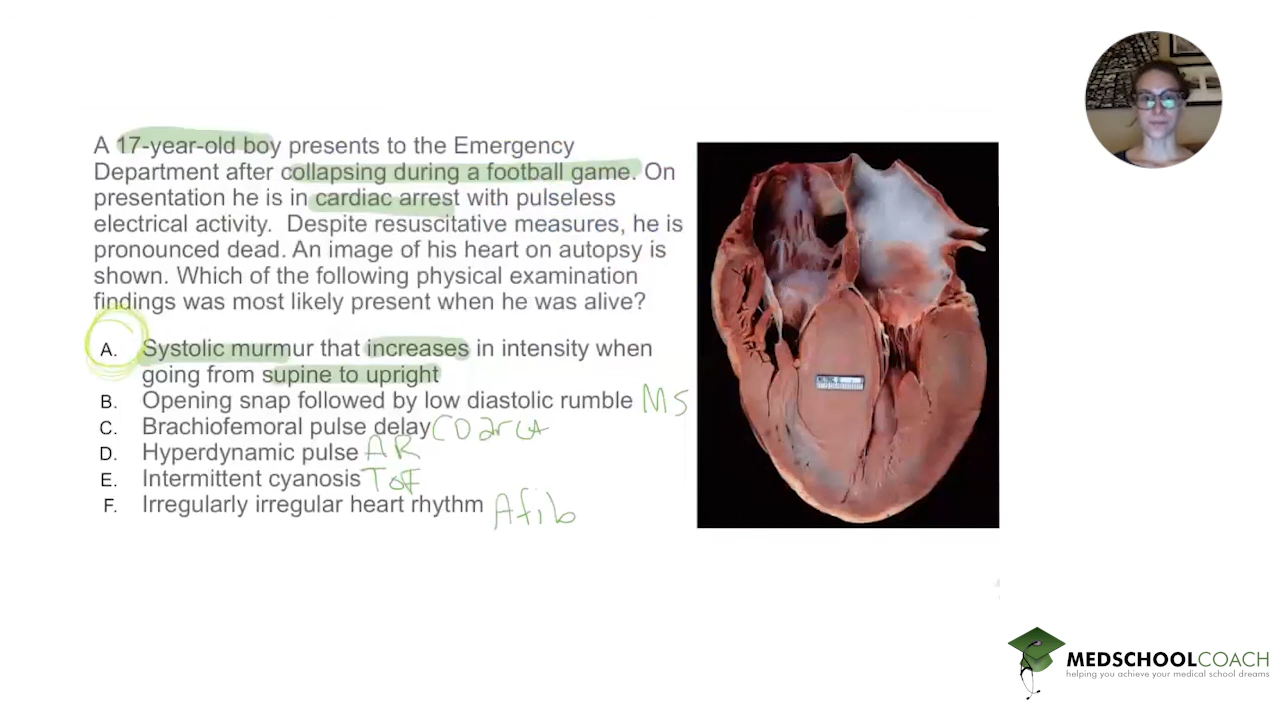 A 17-year-old boy presents to the Emergency
Department after collapsing during a football game. On
presentation he is in cardiac arrest with pulseless
electrical activity.  Despite resuscitative measures, he is
pronounced dead. An image of his heart on autopsy is
shown. Which of the following physical examination
findings was most likely present when he was alive?
A. Systolic murmur that increases in intensity when
going from supine to upright
B. Opening snap followed by low diastolic rumble MS
C. Brachiofemoral pulse delay Coarct
D. Hyperdynamic pulse AR
E. Intermittent cyanosis ToF
F. Irregularly irregular heart rhythm Afib
MEDSCHOOLCOACH
helping you achieve your medical school dreams